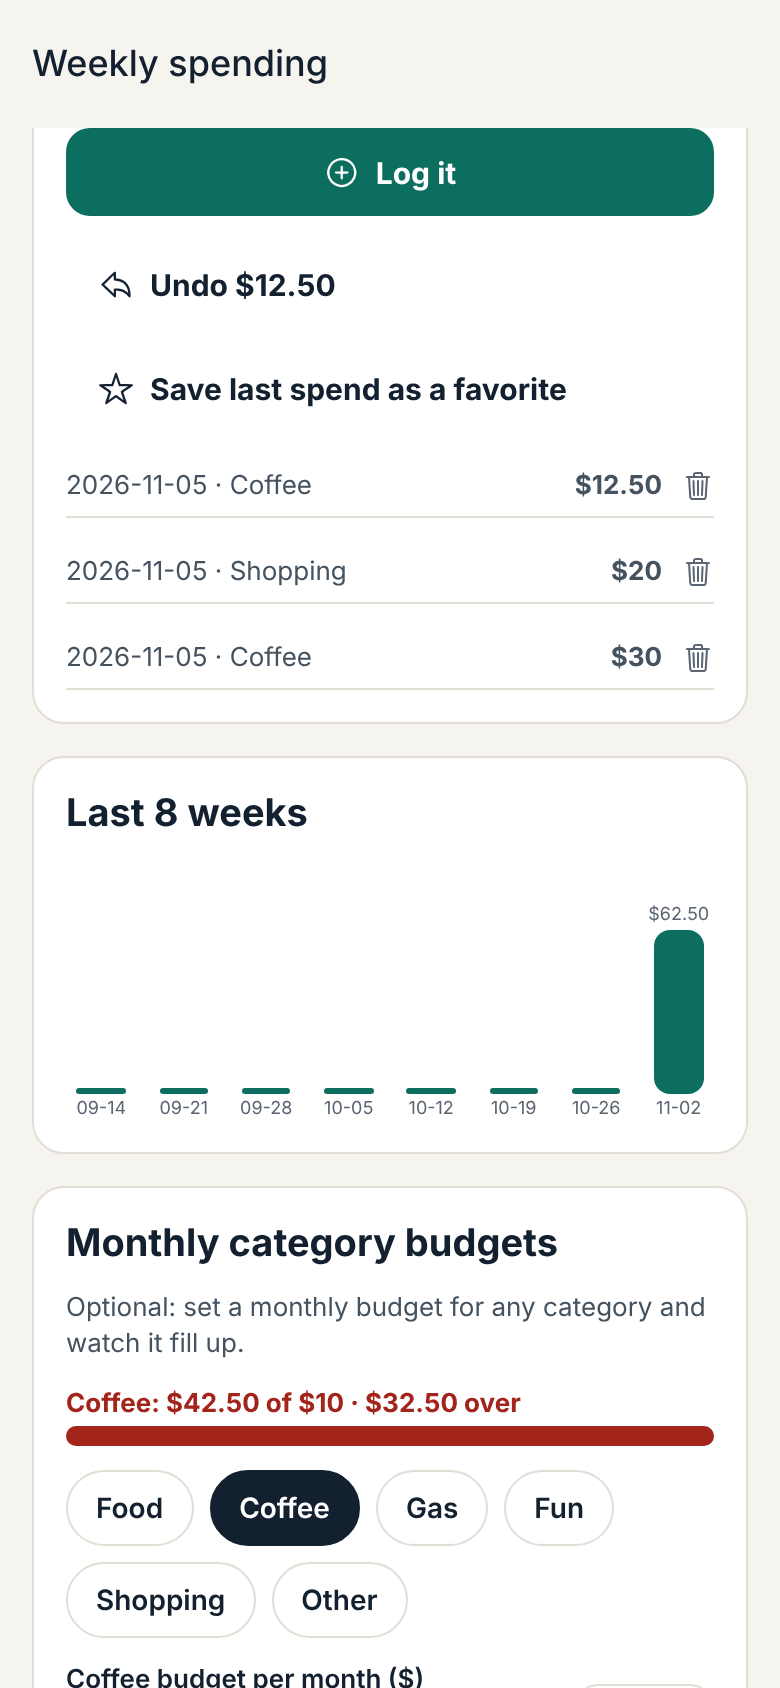 Weekly spending
Log it
Undo $12.50
Save last spend as a favorite
2026-11-05 · Coffee $12.50
2026-11-05 · Shopping $20
2026-11-05 · Coffee $30
Last 8 weeks
$62.50
09-14 09-21 09-28 10-05 10-12 10-19 10-26 11-02
Monthly category budgets
Optional: set a monthly budget for any category and
watch it fill up.
Coffee: $42.50 of $10 · $32.50 over
Food Coffee Gas Fun
Shopping Other
Coffee budget per month ($)